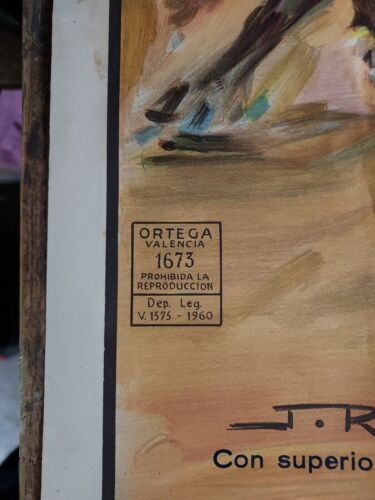 ORTEGA
VALENCIA
1673
PROHIBIDA LA
REPRODUCCION
Dep. Leg.
V. 1575 - 1960
J. R
Con superio